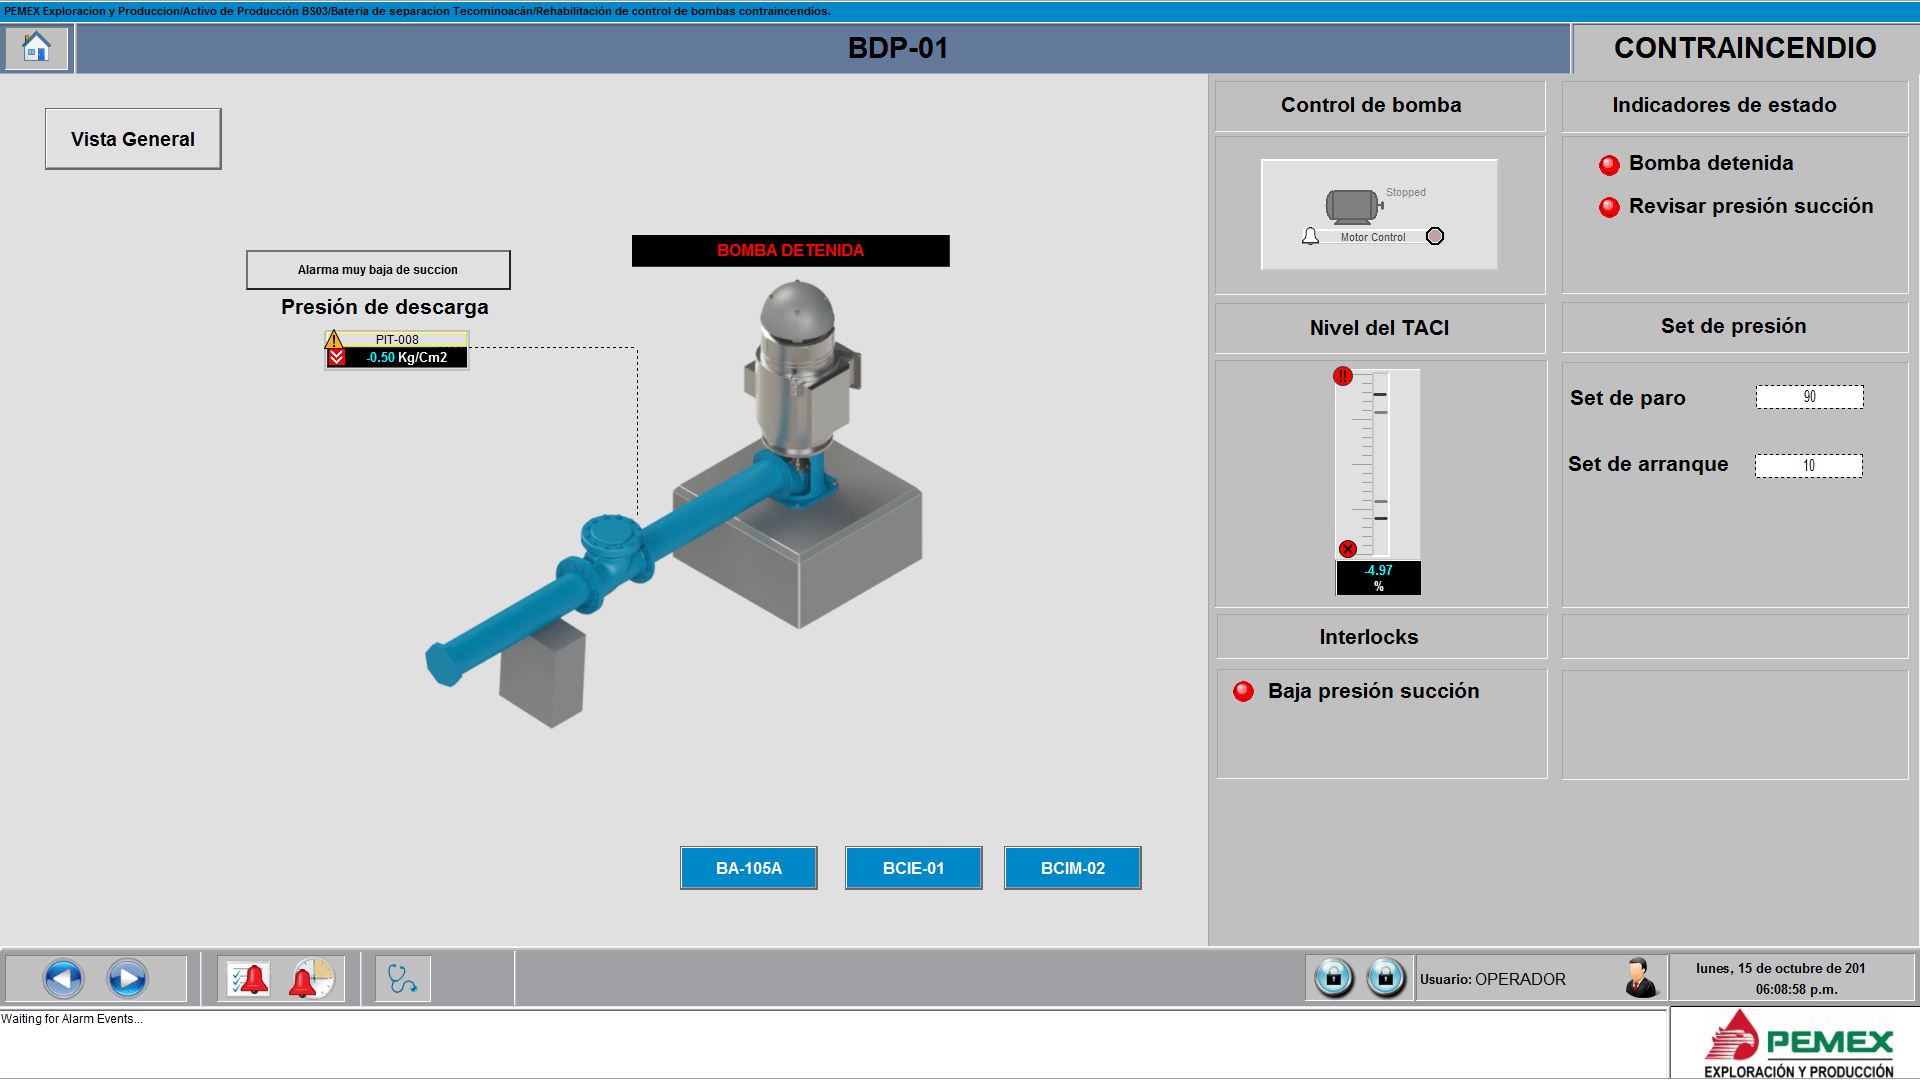 PEMEX Exploracion y Produccion/Activo de Producción BS03/Bateria de separacion Tecominoacán/Rehabilitación de control de bombas contraincendios.
BDP-01
CONTRAINCENDIO
Vista General
Control de bomba
Indicadores de estado
Stopped
Motor Control
Bomba detenida
Revisar presión succión
BOMBA DETENIDA
Alarma muy baja de succion
Presión de descarga
PIT-008
-0.50 Kg/Cm2
Nivel del TACI
Set de presión
Set de paro
90
Set de arranque
10
-4.97
%
Interlocks
Baja presión succión
BA-105A
BCIE-01
BCIM-02
Usuario: OPERADOR
lunes, 15 de octubre de 201
06:08:58 p.m.
Waiting for Alarm Events...
PEMEX
EXPLORACIÓN Y PRODUCCIÓN